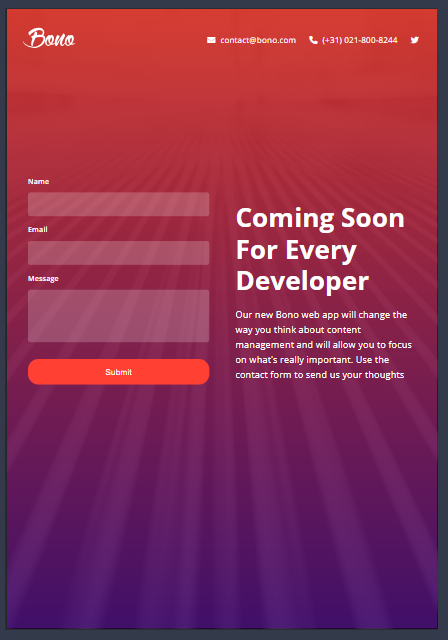 Bono
contact@bono.com (+31) 021-800-8244
Name
Email
Message
Submit
Coming Soon
For Every
Developer
Our new Bono web app will change the
way you think about content
management and will allow you to focus
on what's really important. Use the
contact form to send us your thoughts